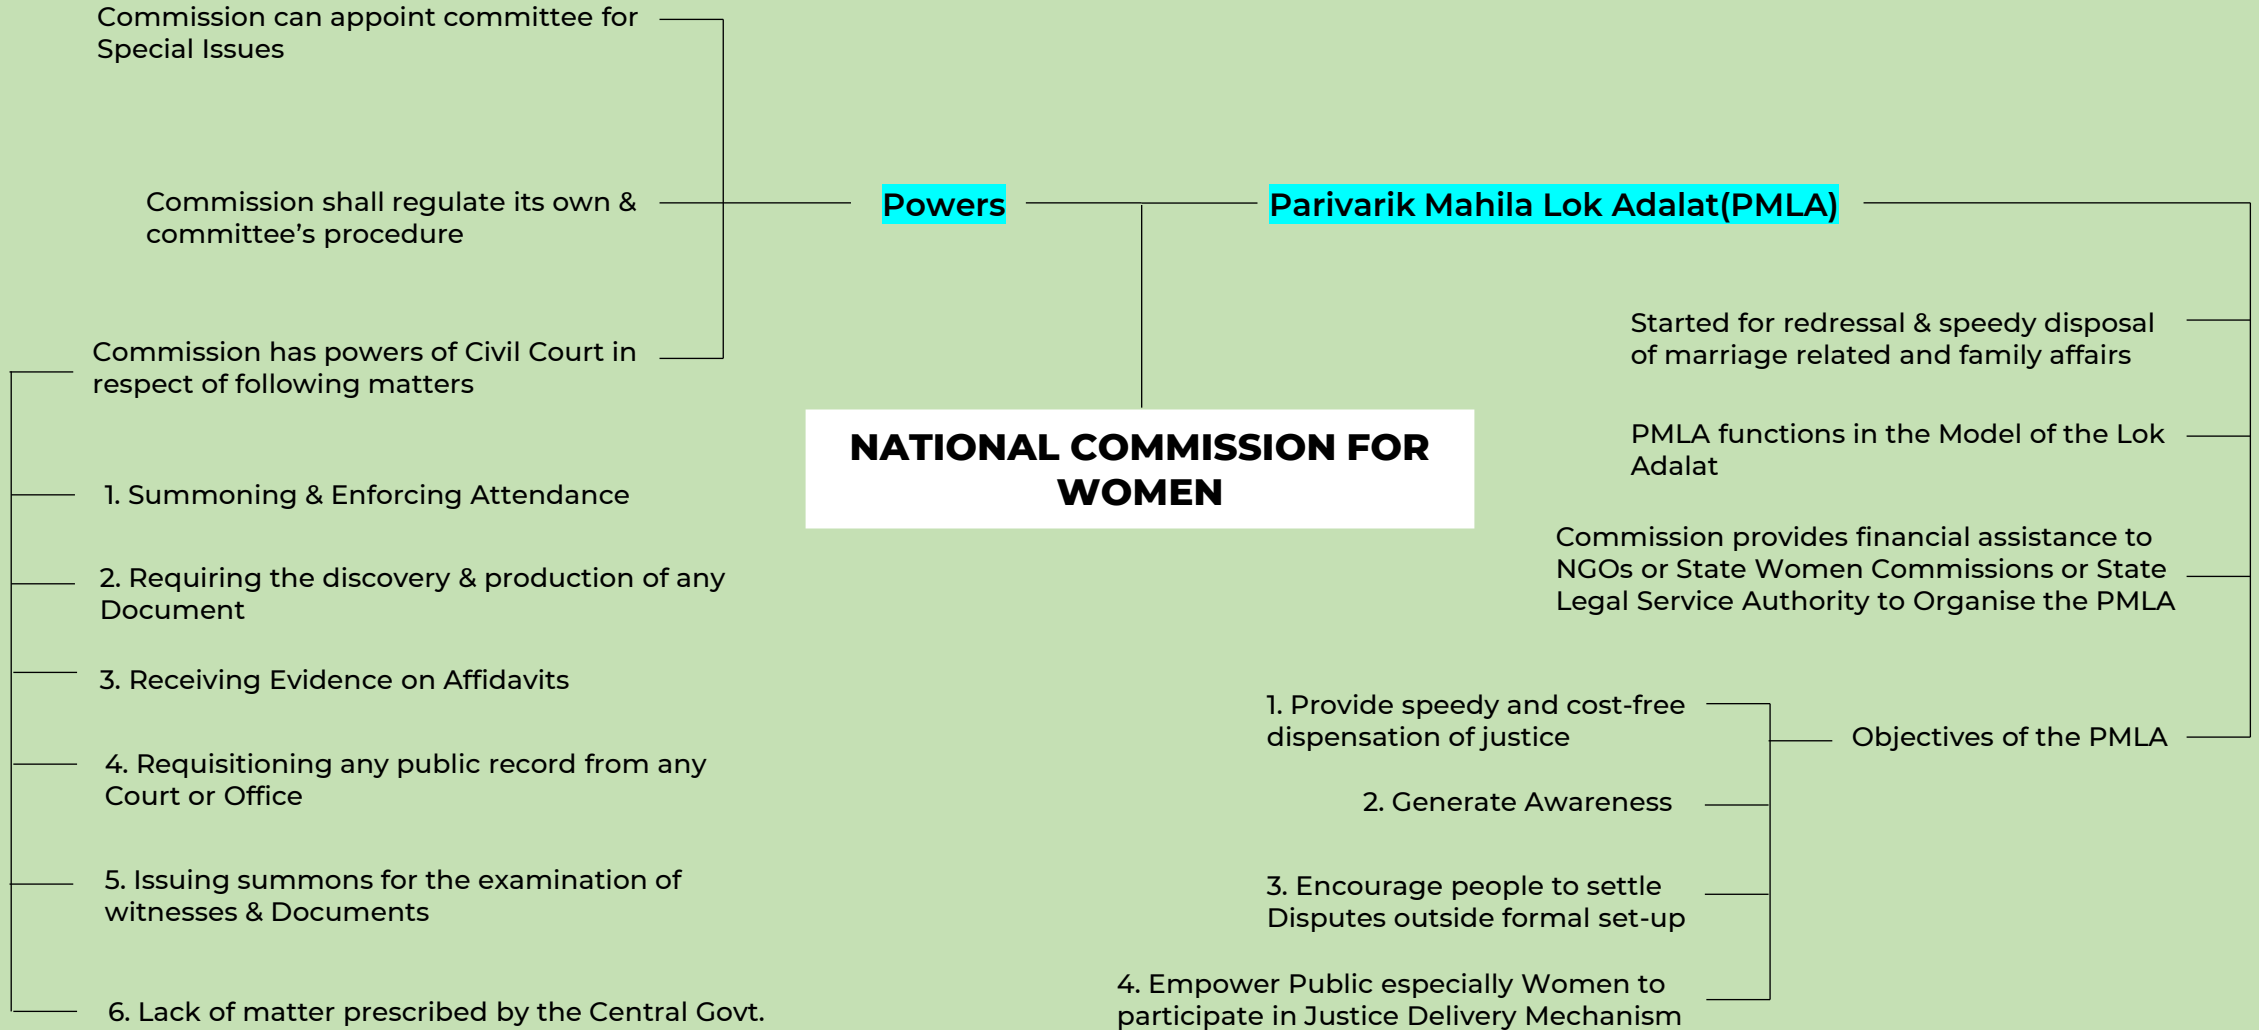 Commission can appoint committee for
Special Issues
Commission shall regulate its own &
committee's procedure
Commission has powers of Civil Court in
respect of following matters
1. Summoning & Enforcing Attendance
2. Requiring the discovery & production of any
Document
3. Receiving Evidence on Affidavits
4. Requisitioning any public record from any
Court or Office
5. Issuing summons for the examination of
witnesses & Documents
6. Lack of matter prescribed by the Central Govt.
Powers
Parivarik Mahila Lok Adalat(PMLA)
NATIONAL COMMISSION FOR
WOMEN
Started for redressal & speedy disposal
of marriage related and family affairs
PMLA functions in the Model of the Lok
Adalat
Commission provides financial assistance to
NGOs or State Women Commissions or State
Legal Service Authority to Organise the PMLA
Objectives of the PMLA
1. Provide speedy and cost-free
dispensation of justice
2. Generate Awareness
3. Encourage people to settle
Disputes outside formal set-up
4. Empower Public especially Women to
participate in Justice Delivery Mechanism